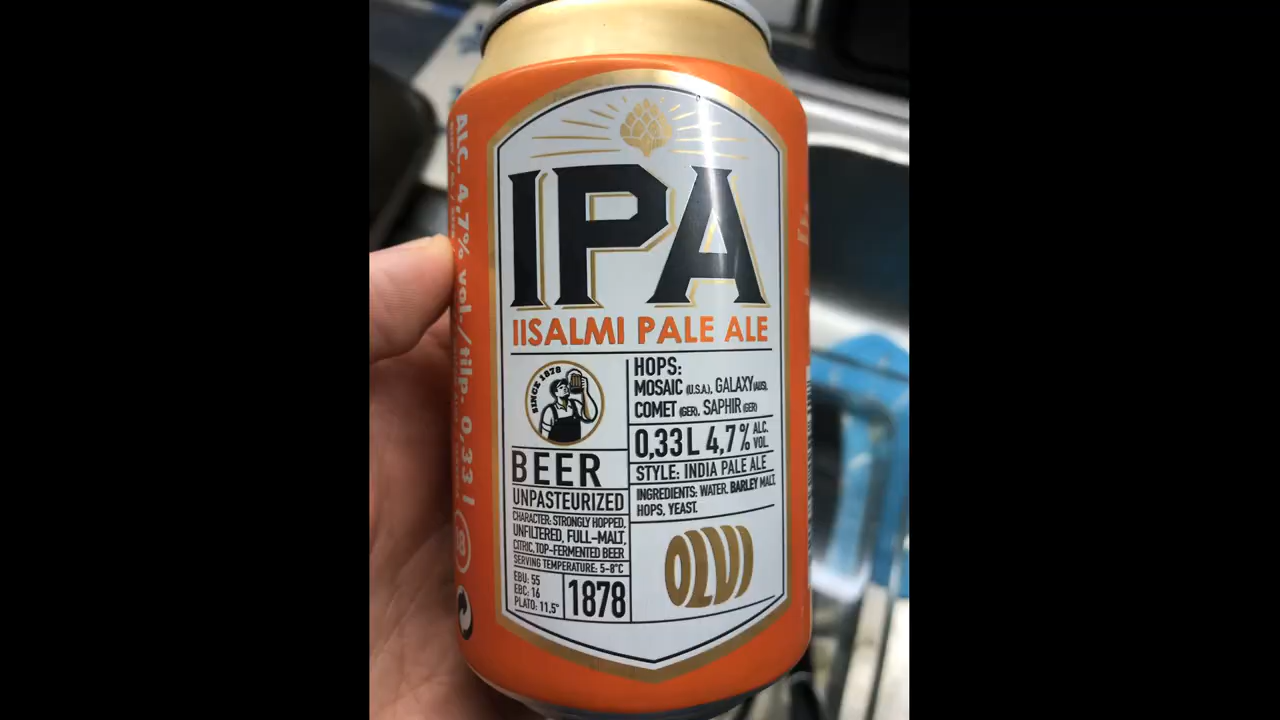 IPA
IISALMI PALE ALE
SINCE 1878
BEER
UNPASTEURIZED
CHARACTER: STRONGLY HOPPED,
UNFILTERED, FULL-MALT,
CITRIC, TOP-FERMENTED BEER
SERVING TEMPERATURE: 5-8°C
EBU: 55
EBC: 16
PLATO: 11,5°
1878
HOPS:
MOSAIC (U.S.A.), GALAXY(AUS),
COMET (GER), SAPHIR (GER)
0,33L 4,7% ALC. VOL.
STYLE: INDIA PALE ALE
INGREDIENTS: WATER, BARLEY MALT,
HOPS, YEAST.
OLVI
ALC. 4,7% vol./til. 0,33 l